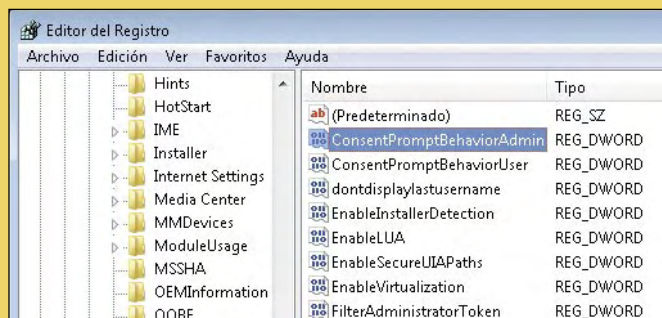 Editor del Registro
Archivo Edición Ver Favoritos Ayuda
Hints
HotStart
IME
Installer
Internet Settings
Media Center
MMDevices
ModuleUsage
MSSHA
OEMInformation
OOBE
Nombre Tipo
(Predeterminado) REG_SZ
ConsentPromptBehaviorAdmin REG_DWORD
ConsentPromptBehaviorUser REG_DWORD
dontdisplaylastusername REG_DWORD
EnableInstallerDetection REG_DWORD
EnableLUA REG_DWORD
EnableSecureUIAPaths REG_DWORD
EnableVirtualization REG_DWORD
FilterAdministratorToken REG_DWORD